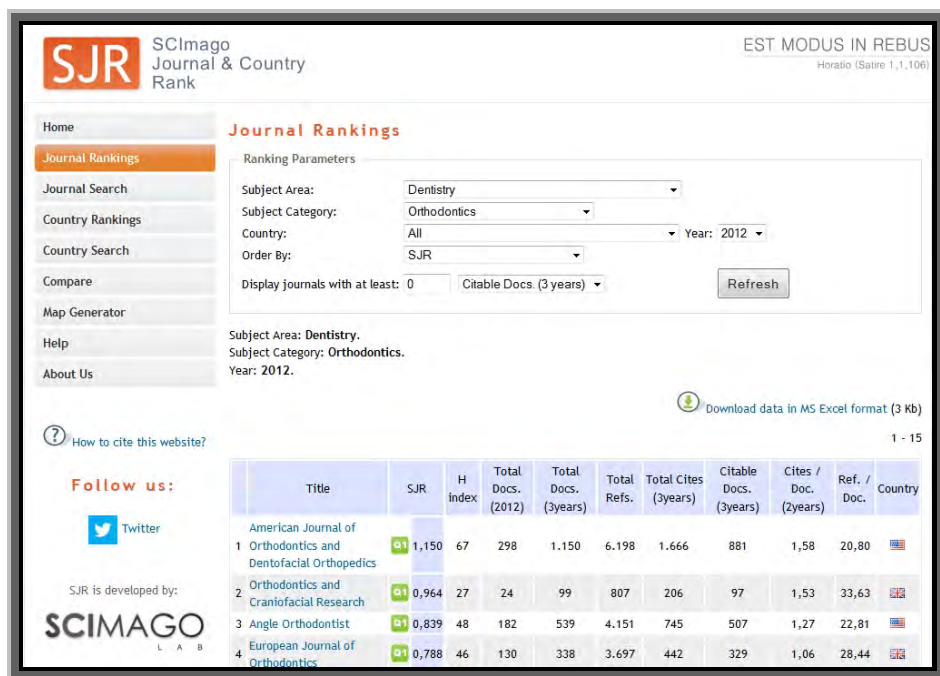 SJR
SCImago
Journal & Country
Rank
EST MODUS IN REBUS
Horatio (Satire 1,1,106)
Home
Journal Rankings
Journal Search
Country Rankings
Country Search
Compare
Map Generator
Help
About Us
How to cite this website?
Follow us:
Twitter
SJR is developed by:
SCIMAGO
LAB
Journal Rankings
Ranking Parameters
Subject Area: Dentistry
Subject Category: Orthodontics
Country: All Year: 2012
Order By: SJR
Display journals with at least: 0 Citable Docs. (3 years)
Refresh
Subject Area: Dentistry.
Subject Category: Orthodontics.
Year: 2012.
Download data in MS Excel format (3 Kb)
1 - 15
Title SJR H index Total Docs. (2012) Total Docs. (3years) Total Refs. Total Cites (3years) Citable Docs. (3years) Cites / Doc. (2years) Ref. / Doc. Country
1 American Journal of Orthodontics and Dentofacial Orthopedics Q1 1,150 67 298 1.150 6.198 1.666 881 1,58 20,80
2 Orthodontics and Craniofacial Research Q1 0,964 27 24 99 807 206 97 1,53 33,63
3 Angle Orthodontist Q1 0,839 48 182 539 4.151 745 507 1,27 22,81
4 European Journal of Orthodontics Q1 0,788 46 130 338 3.697 442 329 1,06 28,44